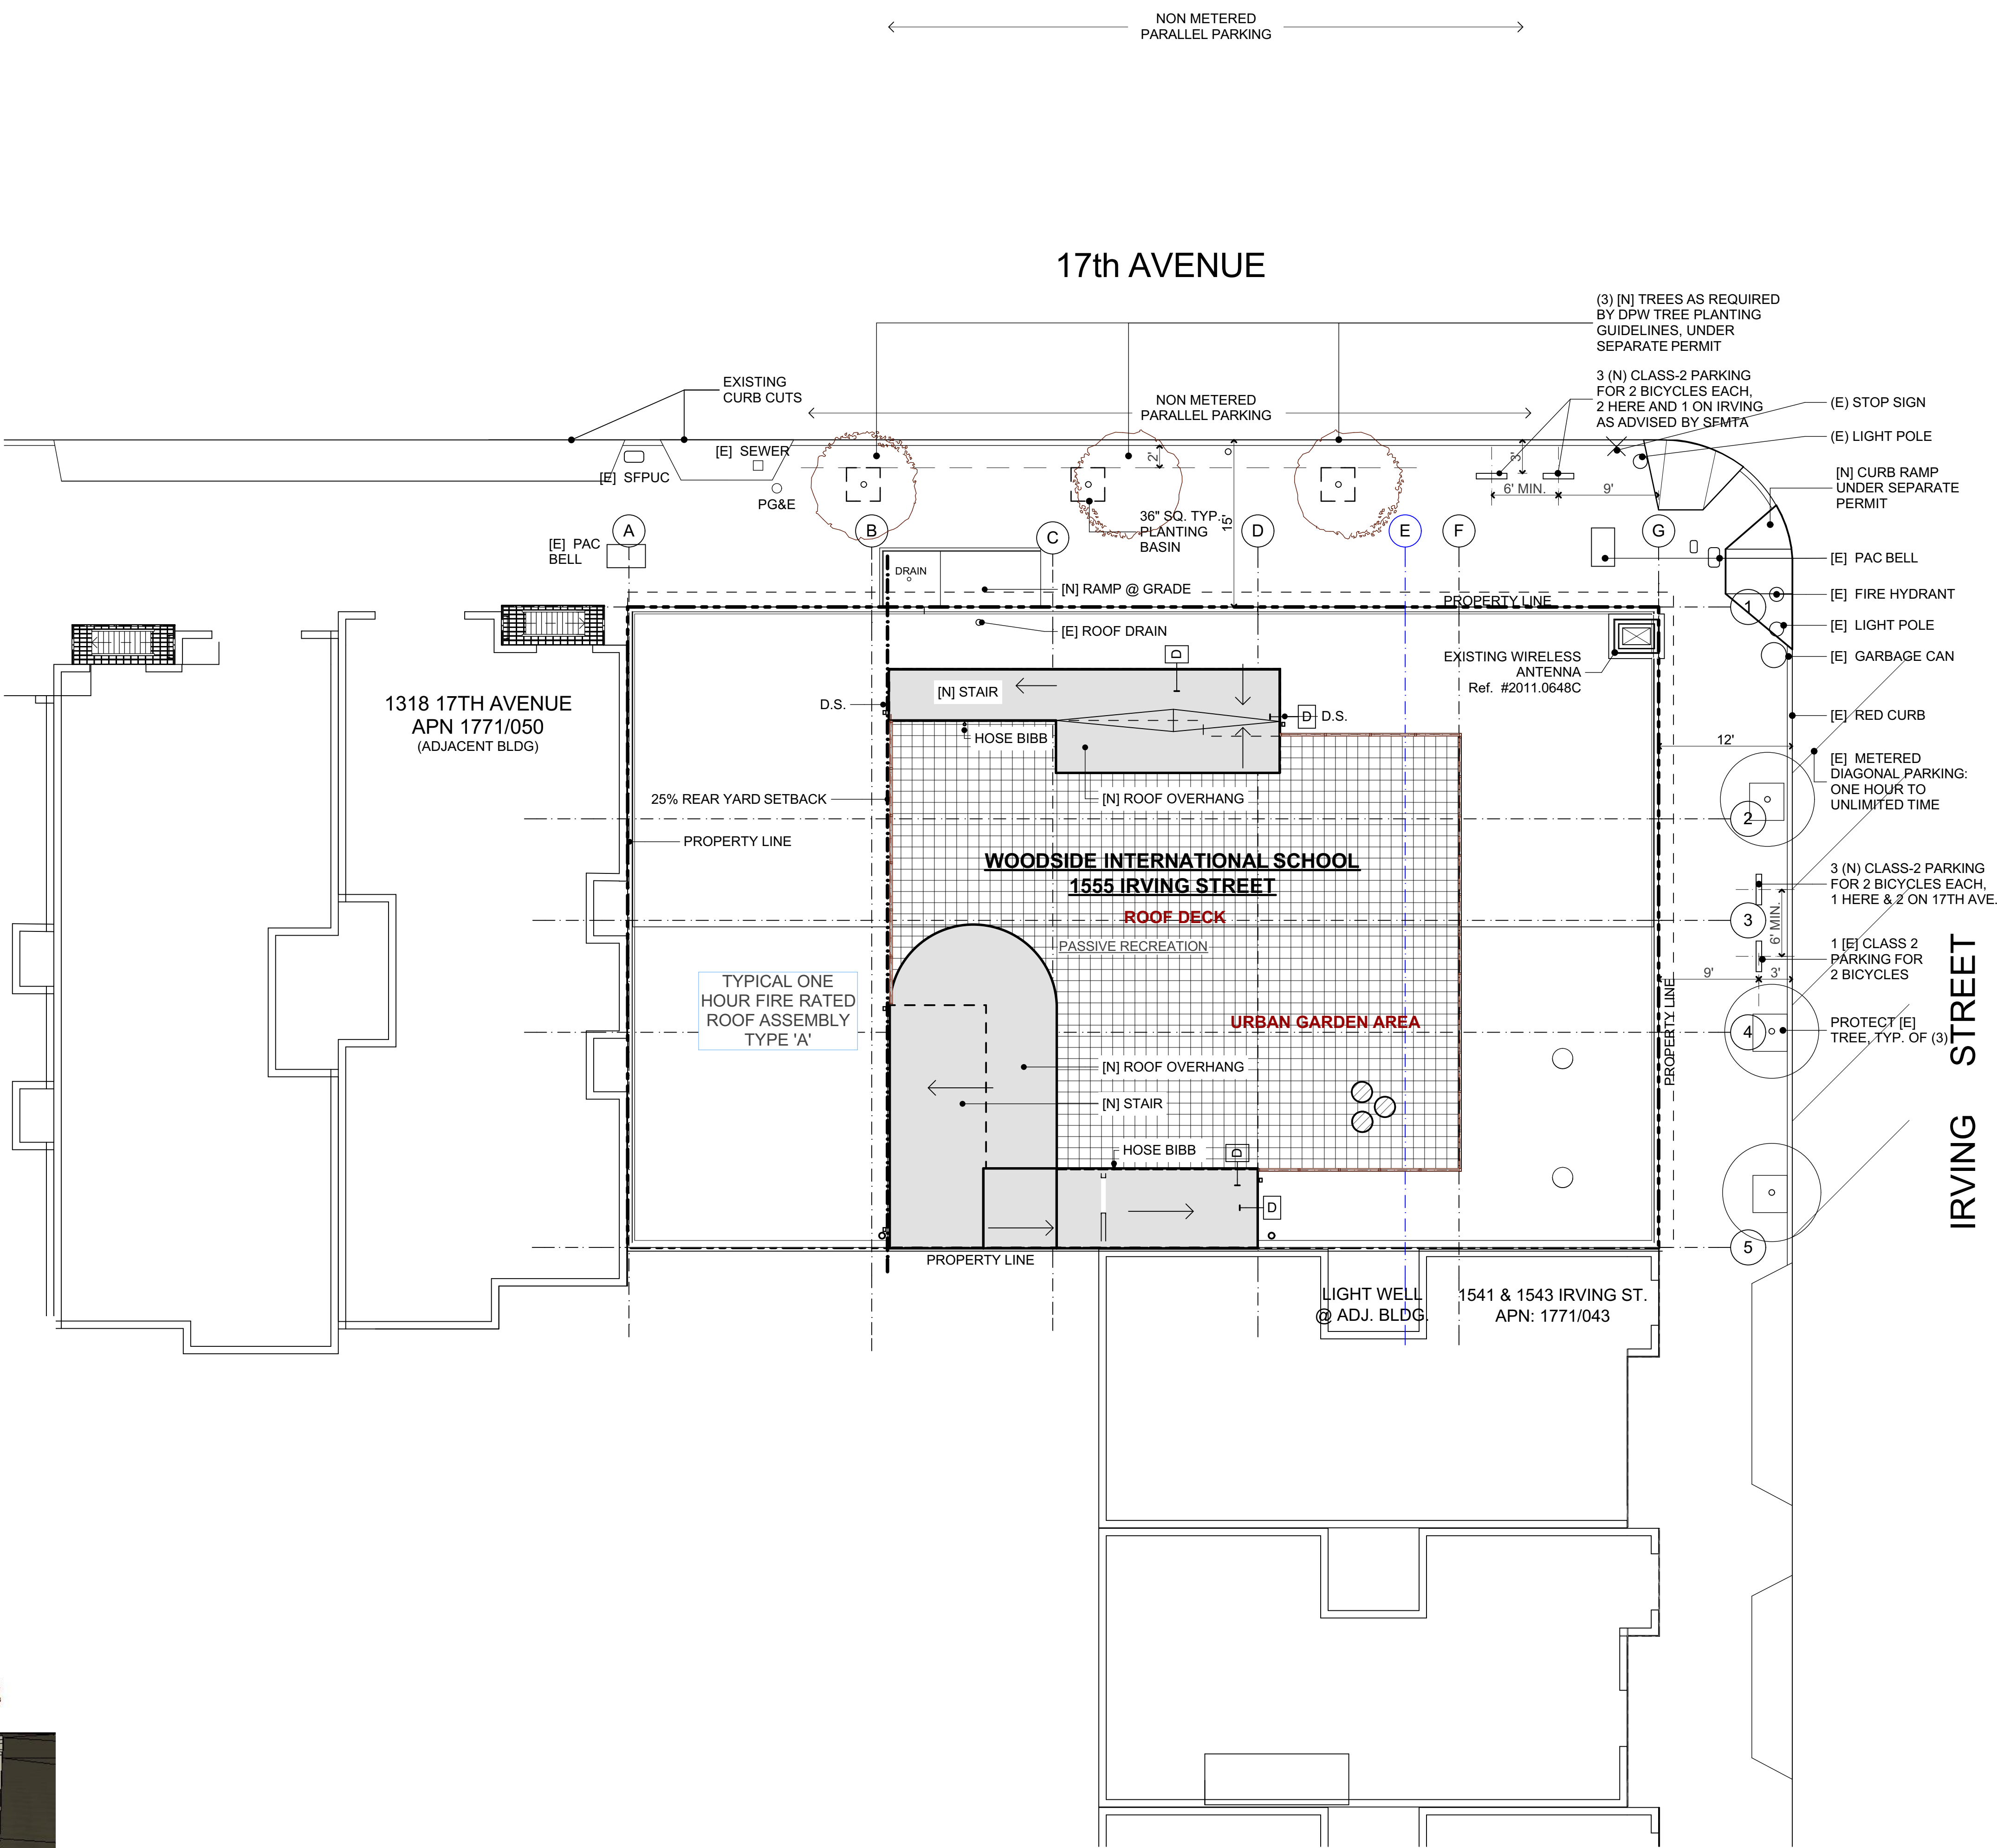 NON METERED
PARALLEL PARKING
17th AVENUE
(3) [N] TREES AS REQUIRED
BY DPW TREE PLANTING
GUIDELINES, UNDER
SEPARATE PERMIT
3 (N) CLASS-2 PARKING
FOR 2 BICYCLES EACH,
2 HERE AND 1 ON IRVING
AS ADVISED BY SFMTA
EXISTING
CURB CUTS
NON METERED
PARALLEL PARKING
(E) STOP SIGN
(E) LIGHT POLE
[N] CURB RAMP
UNDER SEPARATE
PERMIT
[E] SEWER
[E] SFPUC
PG&E
2'
3'
6' MIN.
9'
15'
36" SQ. TYP.
PLANTING
BASIN
A
B
C
D
E
F
G
[E] PAC
BELL
[E] PAC BELL
DRAIN
[N] RAMP @ GRADE
[E] FIRE HYDRANT
PROPERTY LINE
1
[E] ROOF DRAIN
[E] LIGHT POLE
EXISTING WIRELESS
ANTENNA
Ref. #2011.0648C
[E] GARBAGE CAN
D
[N] STAIR
1318 17TH AVENUE
APN 1771/050
(ADJACENT BLDG)
D.S.
D
D.S.
[E] RED CURB
HOSE BIBB
12'
[E] METERED
DIAGONAL PARKING:
ONE HOUR TO
UNLIMITED TIME
25% REAR YARD SETBACK
[N] ROOF OVERHANG
2
PROPERTY LINE
WOODSIDE INTERNATIONAL SCHOOL
1555 IRVING STREET
ROOF DECK
PASSIVE RECREATION
3 (N) CLASS-2 PARKING
FOR 2 BICYCLES EACH,
1 HERE & 2 ON 17TH AVE.
3
6' MIN.
1 [E] CLASS 2
PARKING FOR
2 BICYCLES
9'
3'
TYPICAL ONE
HOUR FIRE RATED
ROOF ASSEMBLY
TYPE 'A'
URBAN GARDEN AREA
PROPERTY LINE
4
PROTECT [E]
TREE, TYP. OF (3)
IRVING STREET
[N] ROOF OVERHANG
[N] STAIR
HOSE BIBB
D
D
5
PROPERTY LINE
LIGHT WELL
@ ADJ. BLDG.
1541 & 1543 IRVING ST.
APN: 1771/043